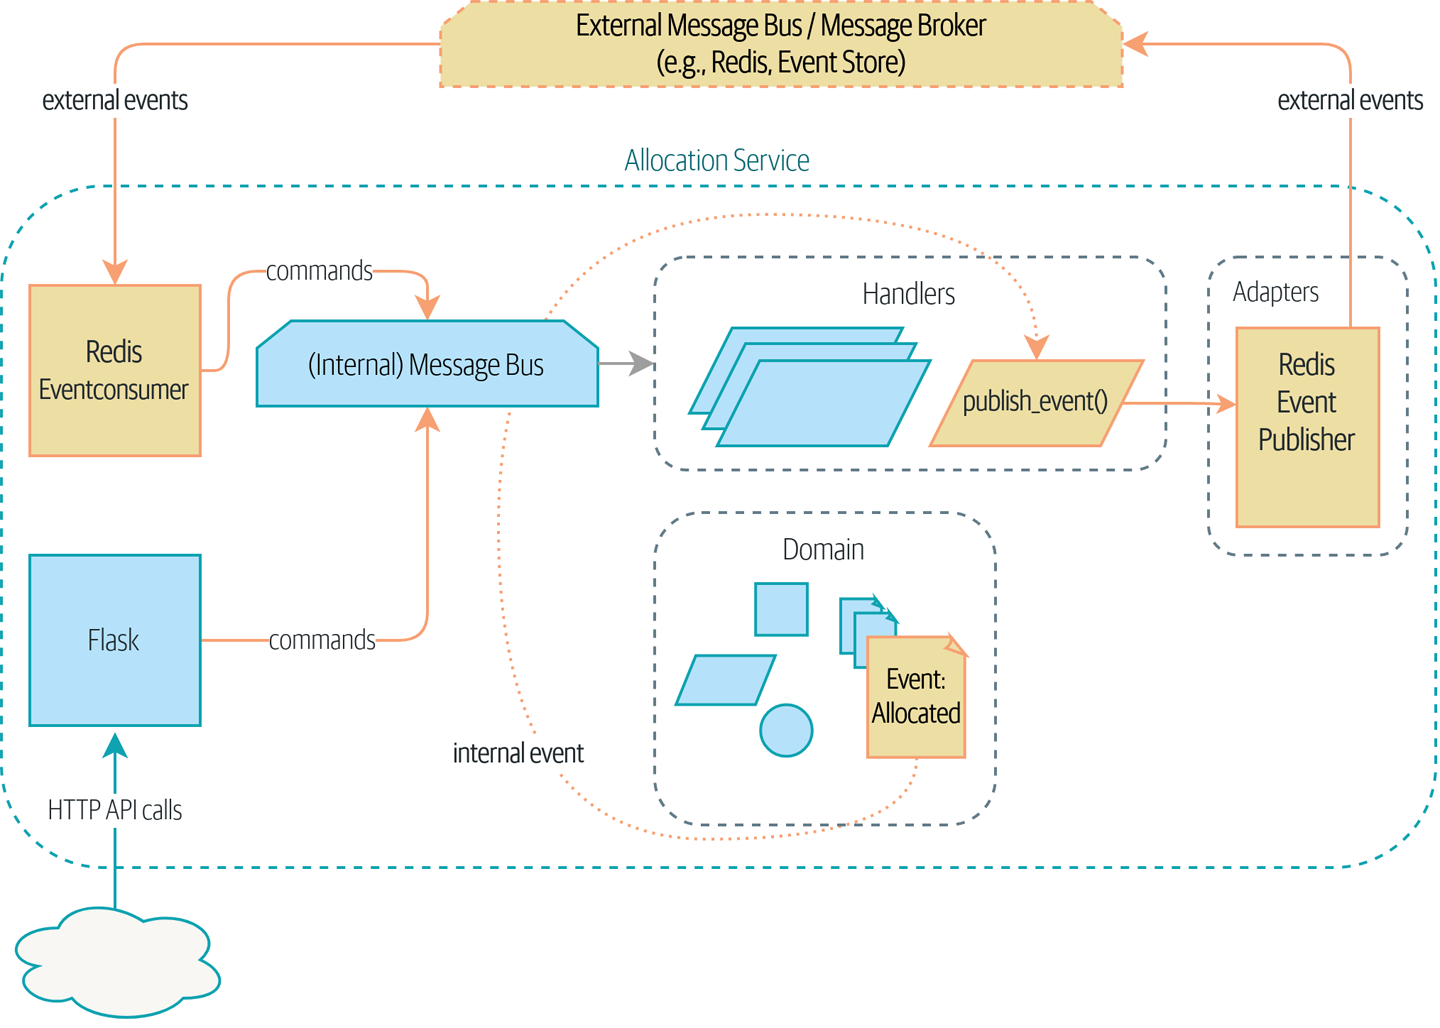 External Message Bus / Message Broker
(e.g., Redis, Event Store)
external events
external events
Allocation Service
commands
Handlers
Adapters
Redis
Eventconsumer
(Internal) Message Bus
publish_event()
Redis
Event
Publisher
Domain
Flask
commands
Event:
Allocated
internal event
HTTP API calls